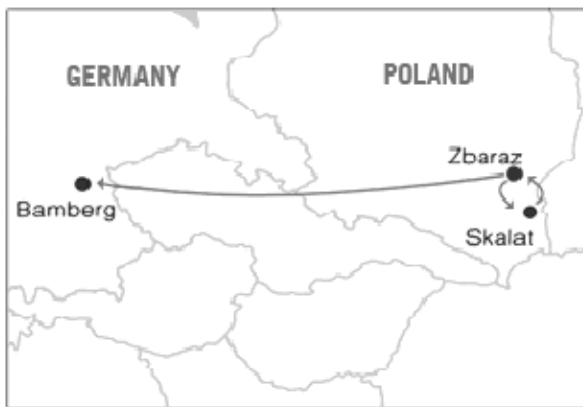 GERMANY
POLAND
Zbaraz
Bamberg
Skalat